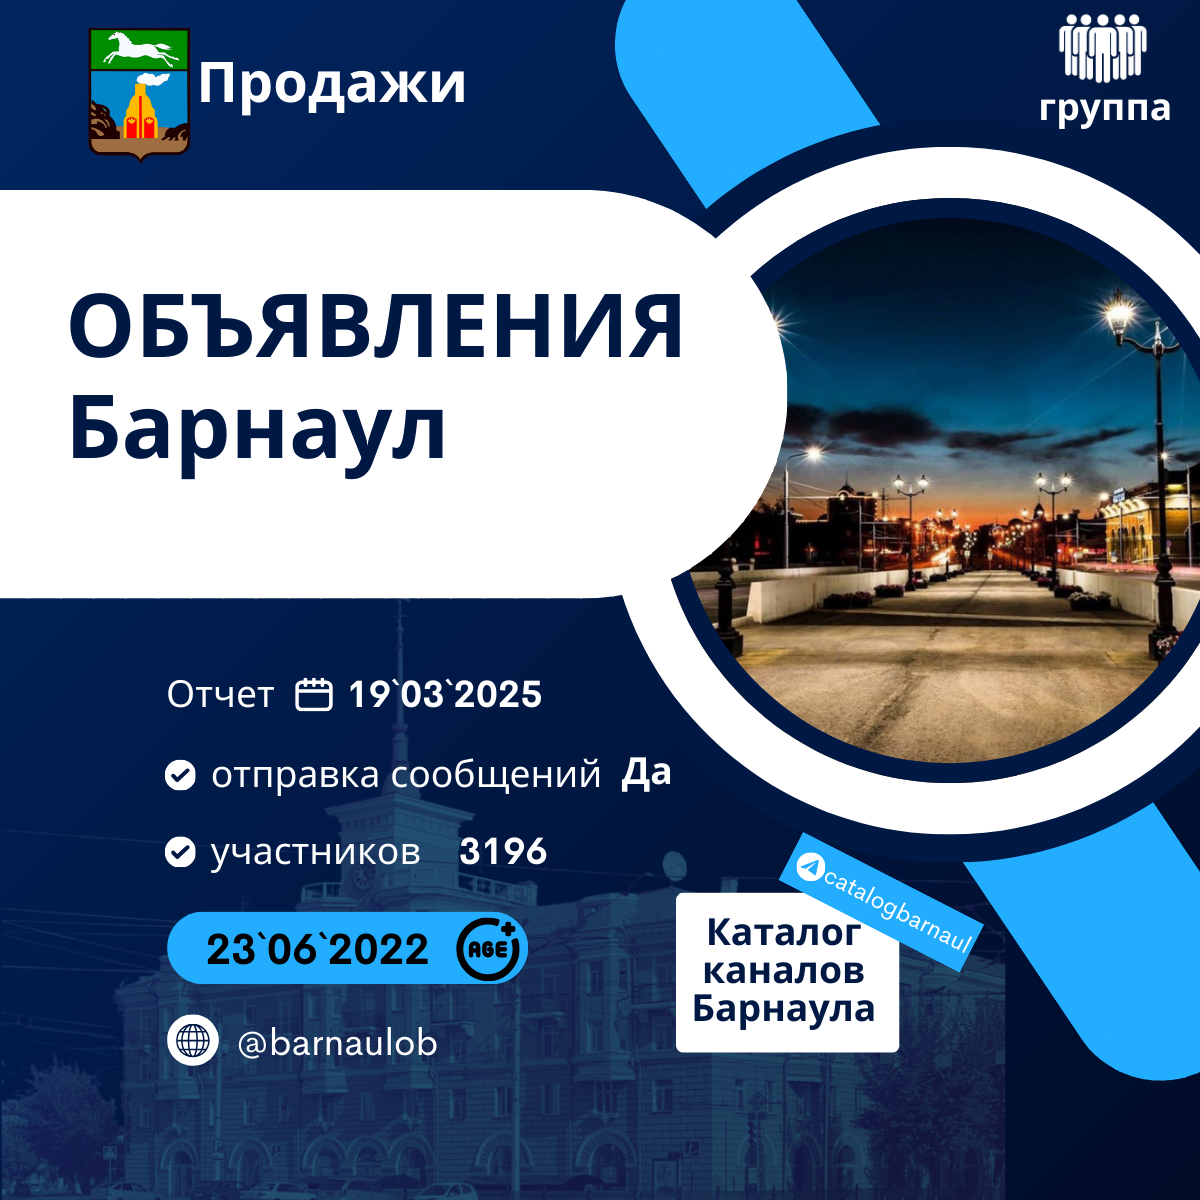 Продажи
группа
ОБЪЯВЛЕНИЯ
Барнаул
Отчет 19`03`2025
отправка сообщений Да
участников 3196
23`06`2022 AGE+
@barnaulob
catalogbarnaul
Каталог
каналов
Барнаула